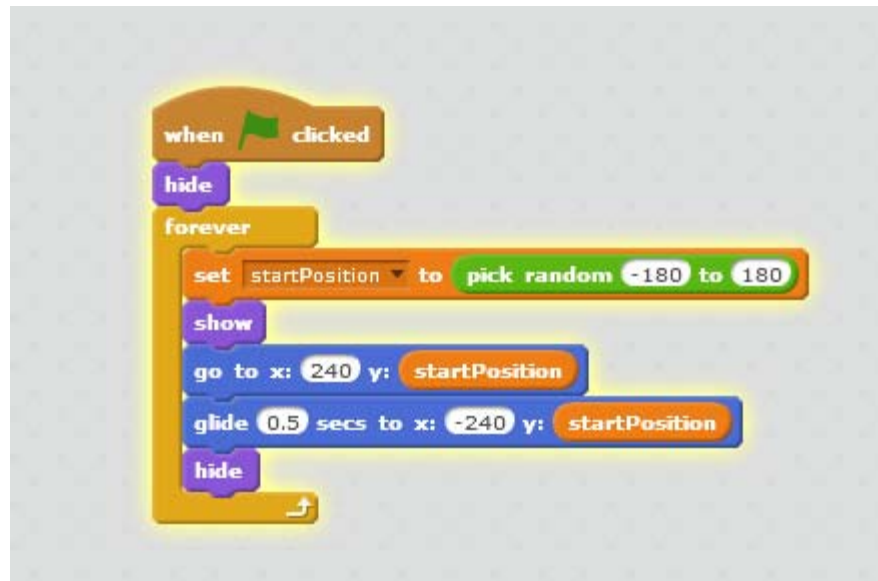 when clicked
hide
forever
set startPosition to pick random -180 to 180
show
go to x: 240 y: startPosition
glide 0.5 secs to x: -240 y: startPosition
hide